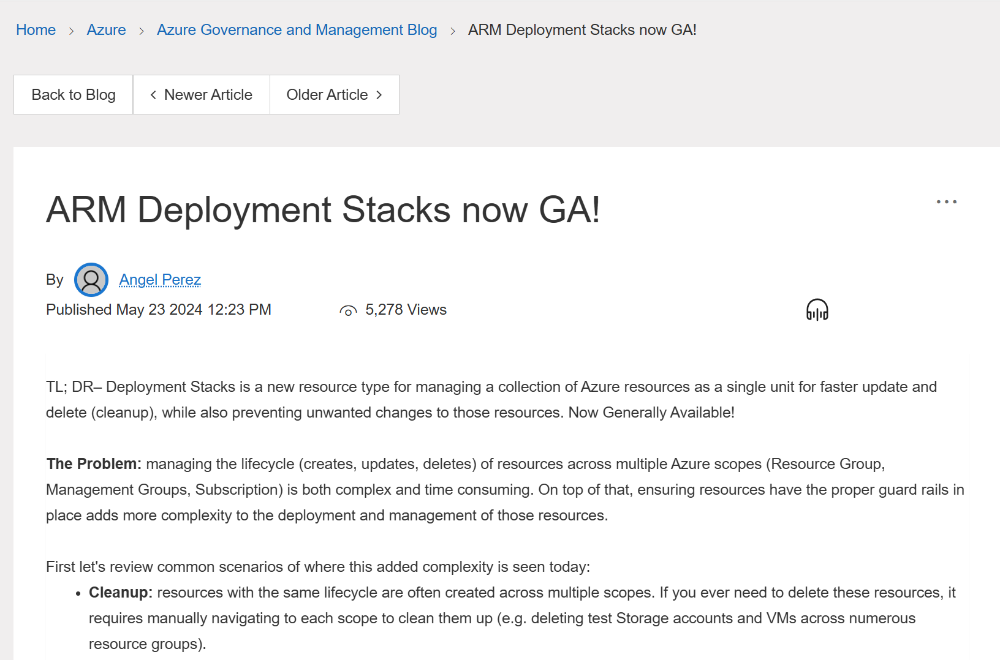 Home > Azure > Azure Governance and Management Blog > ARM Deployment Stacks now GA!
Back to Blog < Newer Article Older Article >
ARM Deployment Stacks now GA!
By Angel Perez
Published May 23 2024 12:23 PM 5,278 Views
TL; DR– Deployment Stacks is a new resource type for managing a collection of Azure resources as a single unit for faster update and
delete (cleanup), while also preventing unwanted changes to those resources. Now Generally Available!
The Problem: managing the lifecycle (creates, updates, deletes) of resources across multiple Azure scopes (Resource Group,
Management Groups, Subscription) is both complex and time consuming. On top of that, ensuring resources have the proper guard rails in
place adds more complexity to the deployment and management of those resources.
First let's review common scenarios of where this added complexity is seen today:
• Cleanup: resources with the same lifecycle are often created across multiple scopes. If you ever need to delete these resources, it
requires manually navigating to each scope to clean them up (e.g. deleting test Storage accounts and VMs across numerous
resource groups).